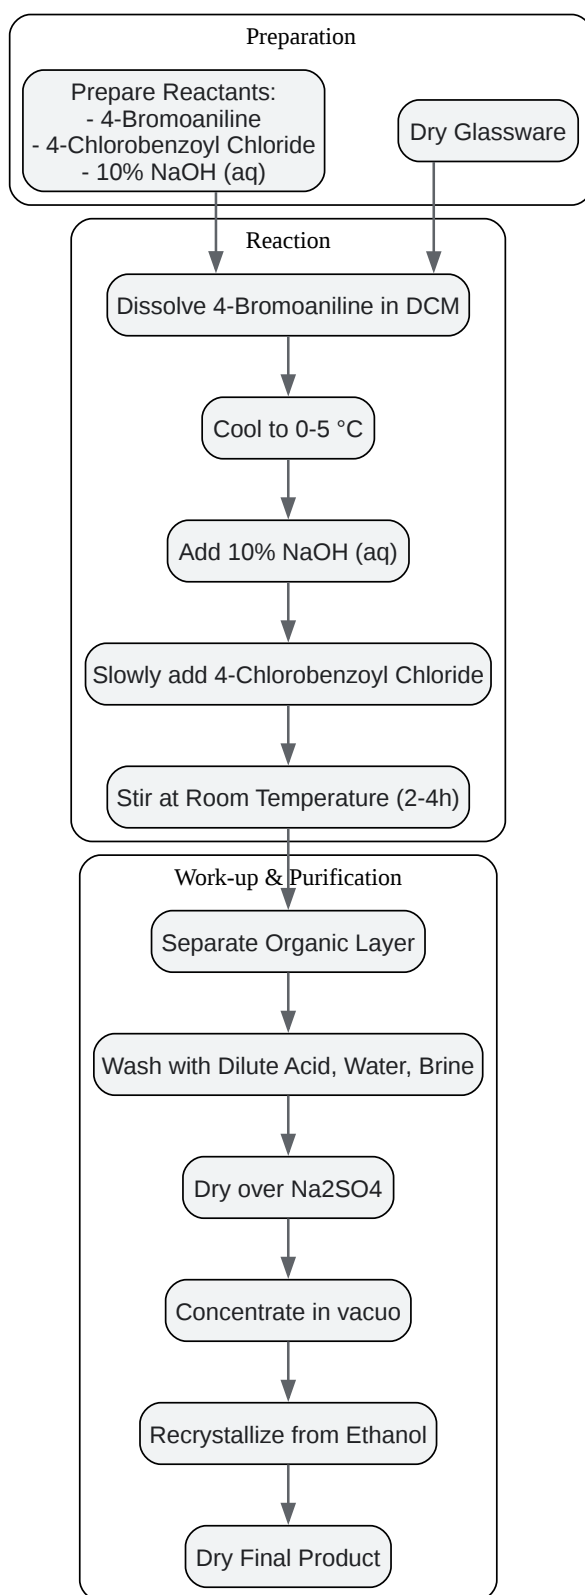 Preparation
Prepare Reactants:
- 4-Bromoaniline
- 4-Chlorobenzoyl Chloride
- 10% NaOH (aq)
Dry Glassware
Reaction
Dissolve 4-Bromoaniline in DCM
Cool to 0-5 °C
Add 10% NaOH (aq)
Slowly add 4-Chlorobenzoyl Chloride
Stir at Room Temperature (2-4h)
Work-up & Purification
Separate Organic Layer
Wash with Dilute Acid, Water, Brine
Dry over Na2SO4
Concentrate in vacuo
Recrystallize from Ethanol
Dry Final Product